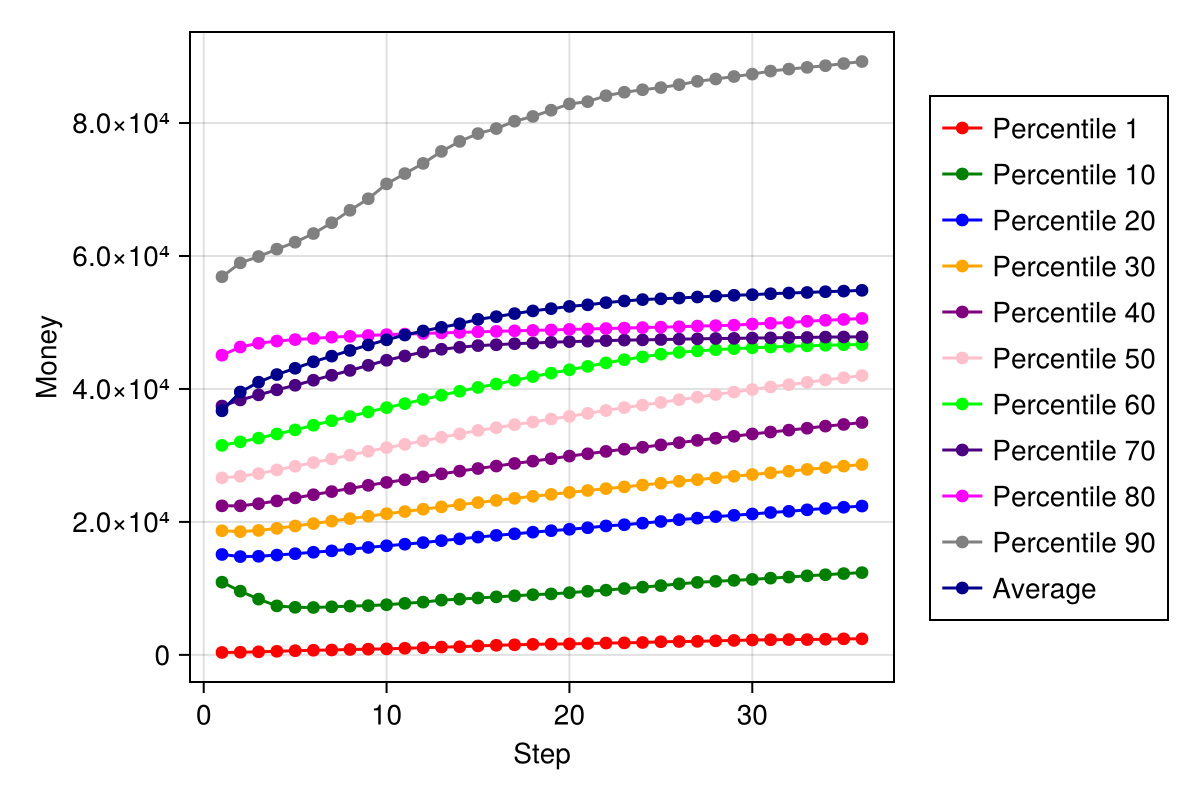 8.0×10⁴
6.0×10⁴
4.0×10⁴
2.0×10⁴
0
Money
0 10 20 30
Step
Percentile 1
Percentile 10
Percentile 20
Percentile 30
Percentile 40
Percentile 50
Percentile 60
Percentile 70
Percentile 80
Percentile 90
Average